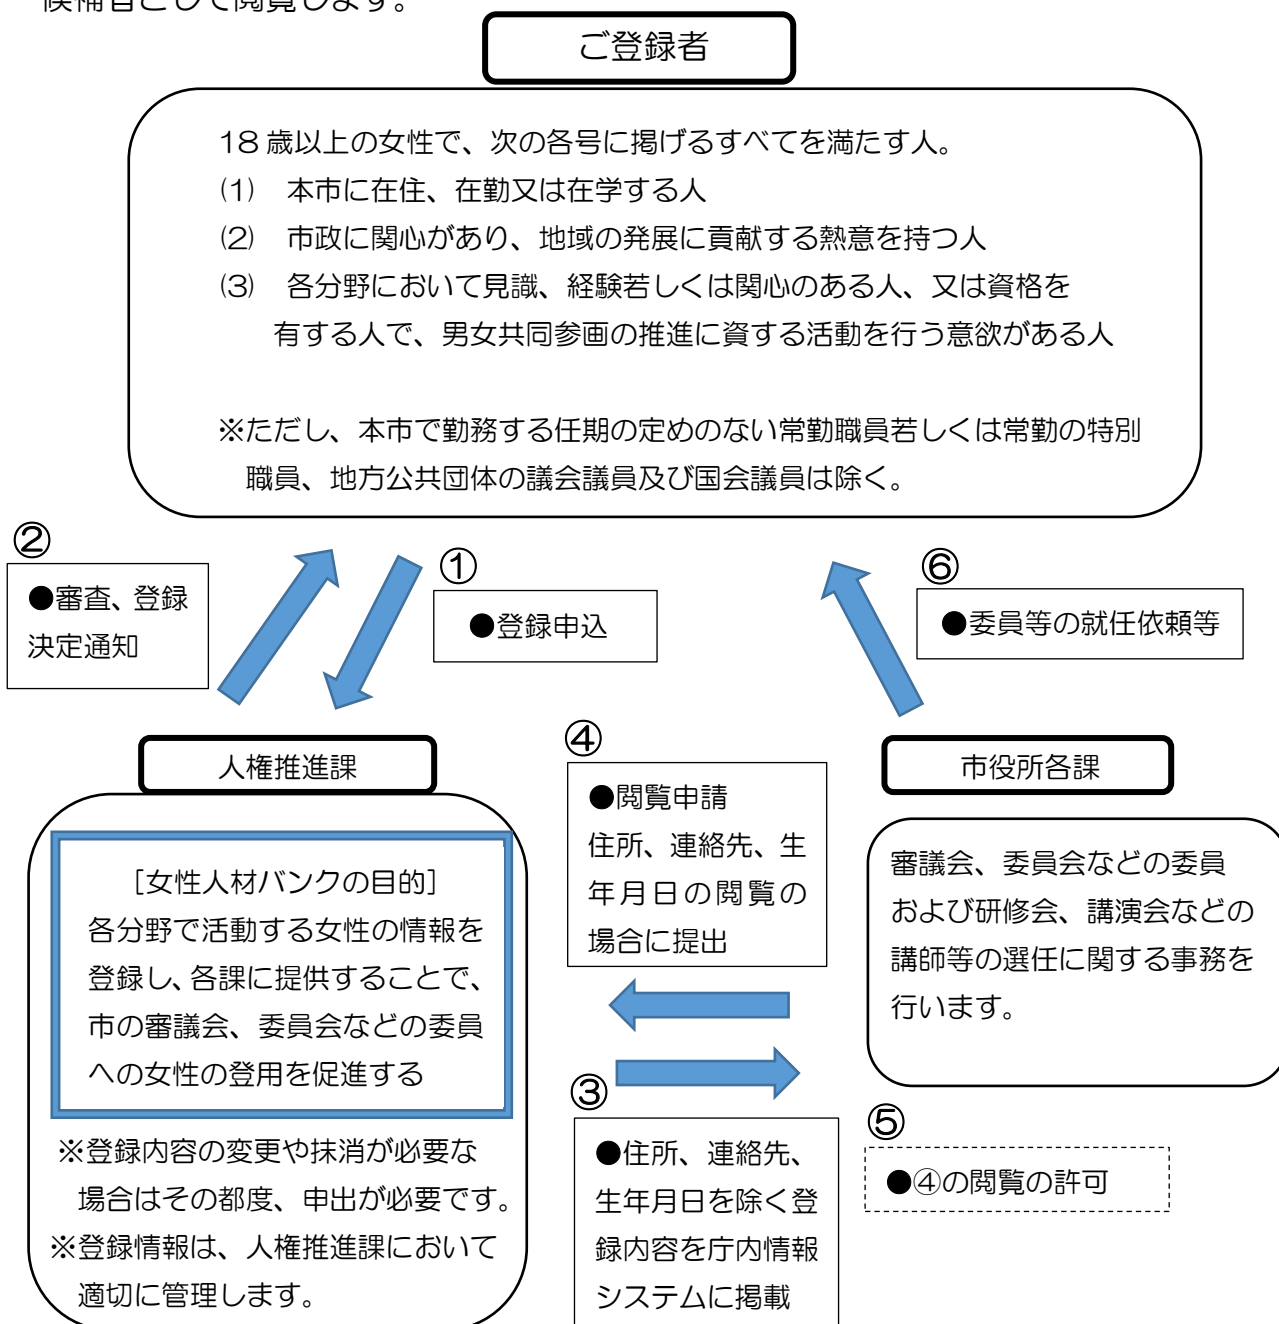 候補者として閲覧します。
ご登録者
18歳以上の女性で、次の各号に掲げるすべてを満たす人。
⑴　本市に在住、在勤又は在学する人
⑵　市政に関心があり、地域の発展に貢献する熱意を持つ人
⑶　各分野において見識、経験若しくは関心のある人、又は資格を
有する人で、男女共同参画の推進に資する活動を行う意欲がある人
※ただし、本市で勤務する任期の定めのない常勤職員若しくは常勤の特別
職員、地方公共団体の議会議員及び国会議員は除く。
②
●審査、登録
決定通知
①
●登録申込
⑥
●委員等の就任依頼等
人権推進課
［女性人材バンクの目的］
各分野で活動する女性の情報を
登録し、各課に提供することで、
市の審議会、委員会などの委員
への女性の登用を促進する
※登録内容の変更や抹消が必要な
場合はその都度、申出が必要です。
※登録情報は、人権推進課において
適切に管理します。
④
●閲覧申請
住所、連絡先、生
年月日の閲覧の
場合に提出
③
●住所、連絡先、
生年月日を除く登
録内容を庁内情報
システムに掲載
市役所各課
審議会、委員会などの委員
および研修会、講演会などの
講師等の選任に関する事務を
行います。
⑤
●④の閲覧の許可